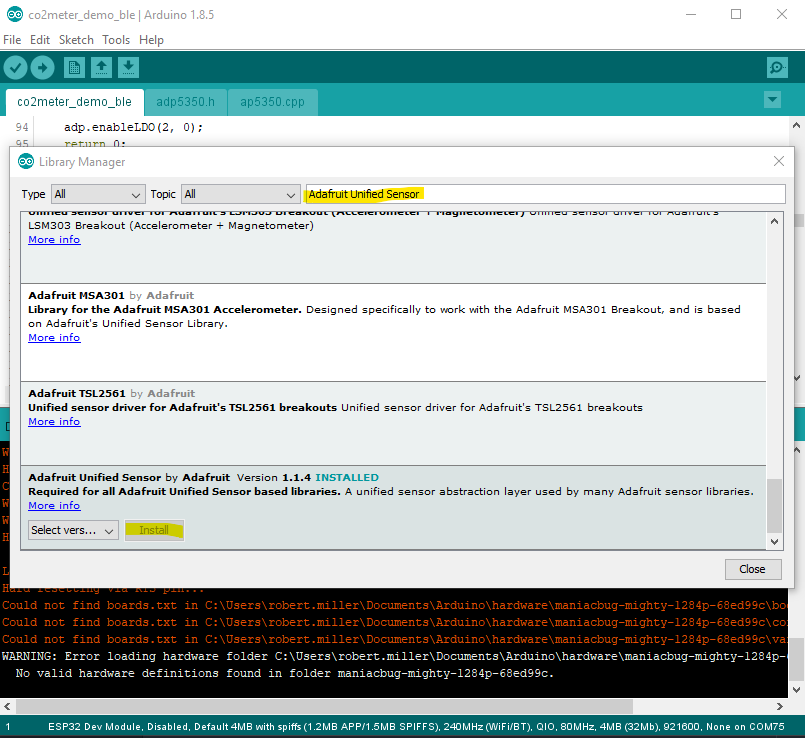 co2meter_demo_ble | Arduino 1.8.5
File Edit Sketch Tools Help
co2meter_demo_ble adp5350.h ap5350.cpp
94 adp.enableLDO(2, 0);
95 return 0;
Library Manager
Type All Topic All Adafruit Unified Sensor
Unified sensor driver for Adafruit's LSM303 Breakout (Accelerometer + Magnetometer) Unified sensor driver for Adafruit's
LSM303 Breakout (Accelerometer + Magnetometer)
More info
Adafruit MSA301 by Adafruit
Library for the Adafruit MSA301 Accelerometer. Designed specifically to work with the Adafruit MSA301 Breakout, and is based
on Adafruit's Unified Sensor Library.
More info
Adafruit TSL2561 by Adafruit
Unified sensor driver for Adafruit's TSL2561 breakouts Unified sensor driver for Adafruit's TSL2561 breakouts
More info
Adafruit Unified Sensor by Adafruit Version 1.1.4 INSTALLED
Required for all Adafruit Unified Sensor based libraries. A unified sensor abstraction layer used by many Adafruit sensor libraries.
More info
Select vers... Install
Close
Hard resetting via RTS pin...
Could not find boards.txt in C:\Users\robert.miller\Documents\Arduino\hardware\maniacbug-mighty-1284p-68ed99c\boo
Could not find boards.txt in C:\Users\robert.miller\Documents\Arduino\hardware\maniacbug-mighty-1284p-68ed99c\co
Could not find boards.txt in C:\Users\robert.miller\Documents\Arduino\hardware\maniacbug-mighty-1284p-68ed99c\va
WARNING: Error loading hardware folder C:\Users\robert.miller\Documents\Arduino\hardware\maniacbug-mighty-1284p-
No valid hardware definitions found in folder maniacbug-mighty-1284p-68ed99c.
1 ESP32 Dev Module, Disabled, Default 4MB with spiffs (1.2MB APP/1.5MB SPIFFS), 240MHz (WiFi/BT), QIO, 80MHz, 4MB (32Mb), 921600, None on COM75